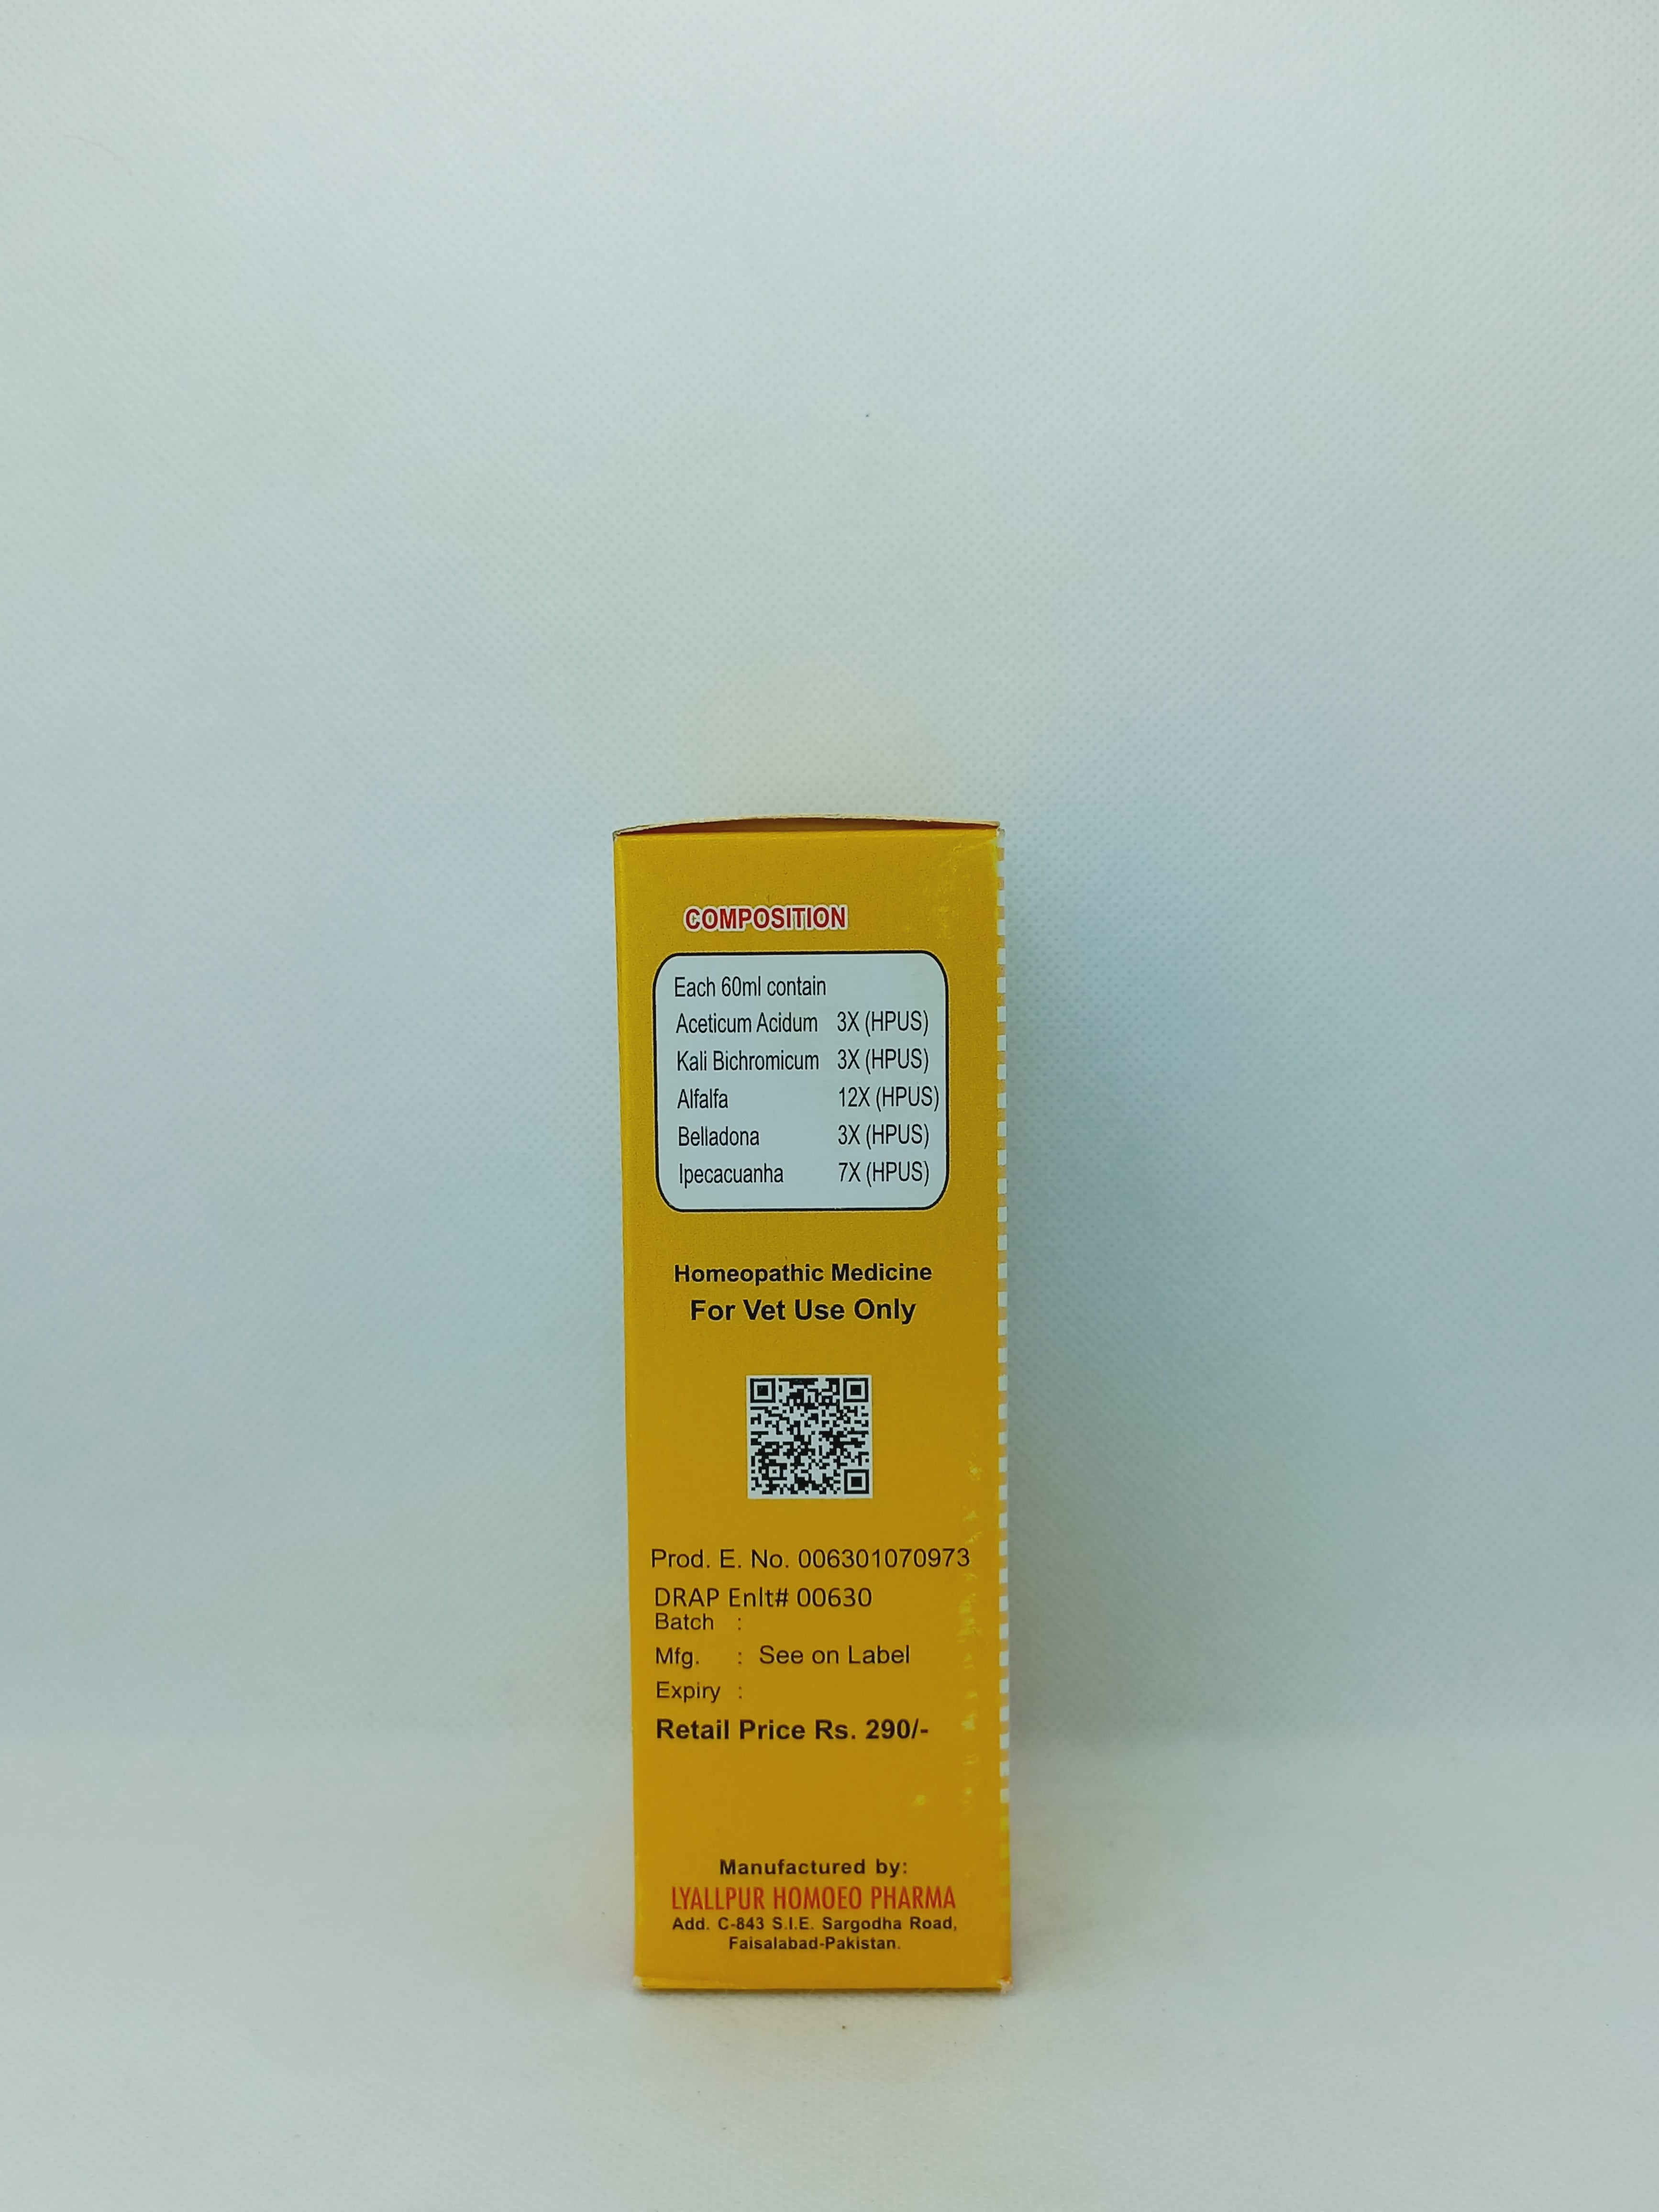 COMPOSITION
Each 60ml contain
Aceticum Acidum 3X (HPUS)
Kali Bichromicum 3X (HPUS)
Alfalfa 12X (HPUS)
Belladona 3X (HPUS)
Ipecacuanha 7X (HPUS)
Homeopathic Medicine
For Vet Use Only
Prod. E. No. 006301070973
DRAP Enlt# 00630
Batch :
Mfg. : See on Label
Expiry :
Retail Price Rs. 290/-
Manufactured by:
LYALLPUR HOMOEO PHARMA
Add. C-843 S.I.E. Sargodha Road,
Faisalabad-Pakistan.